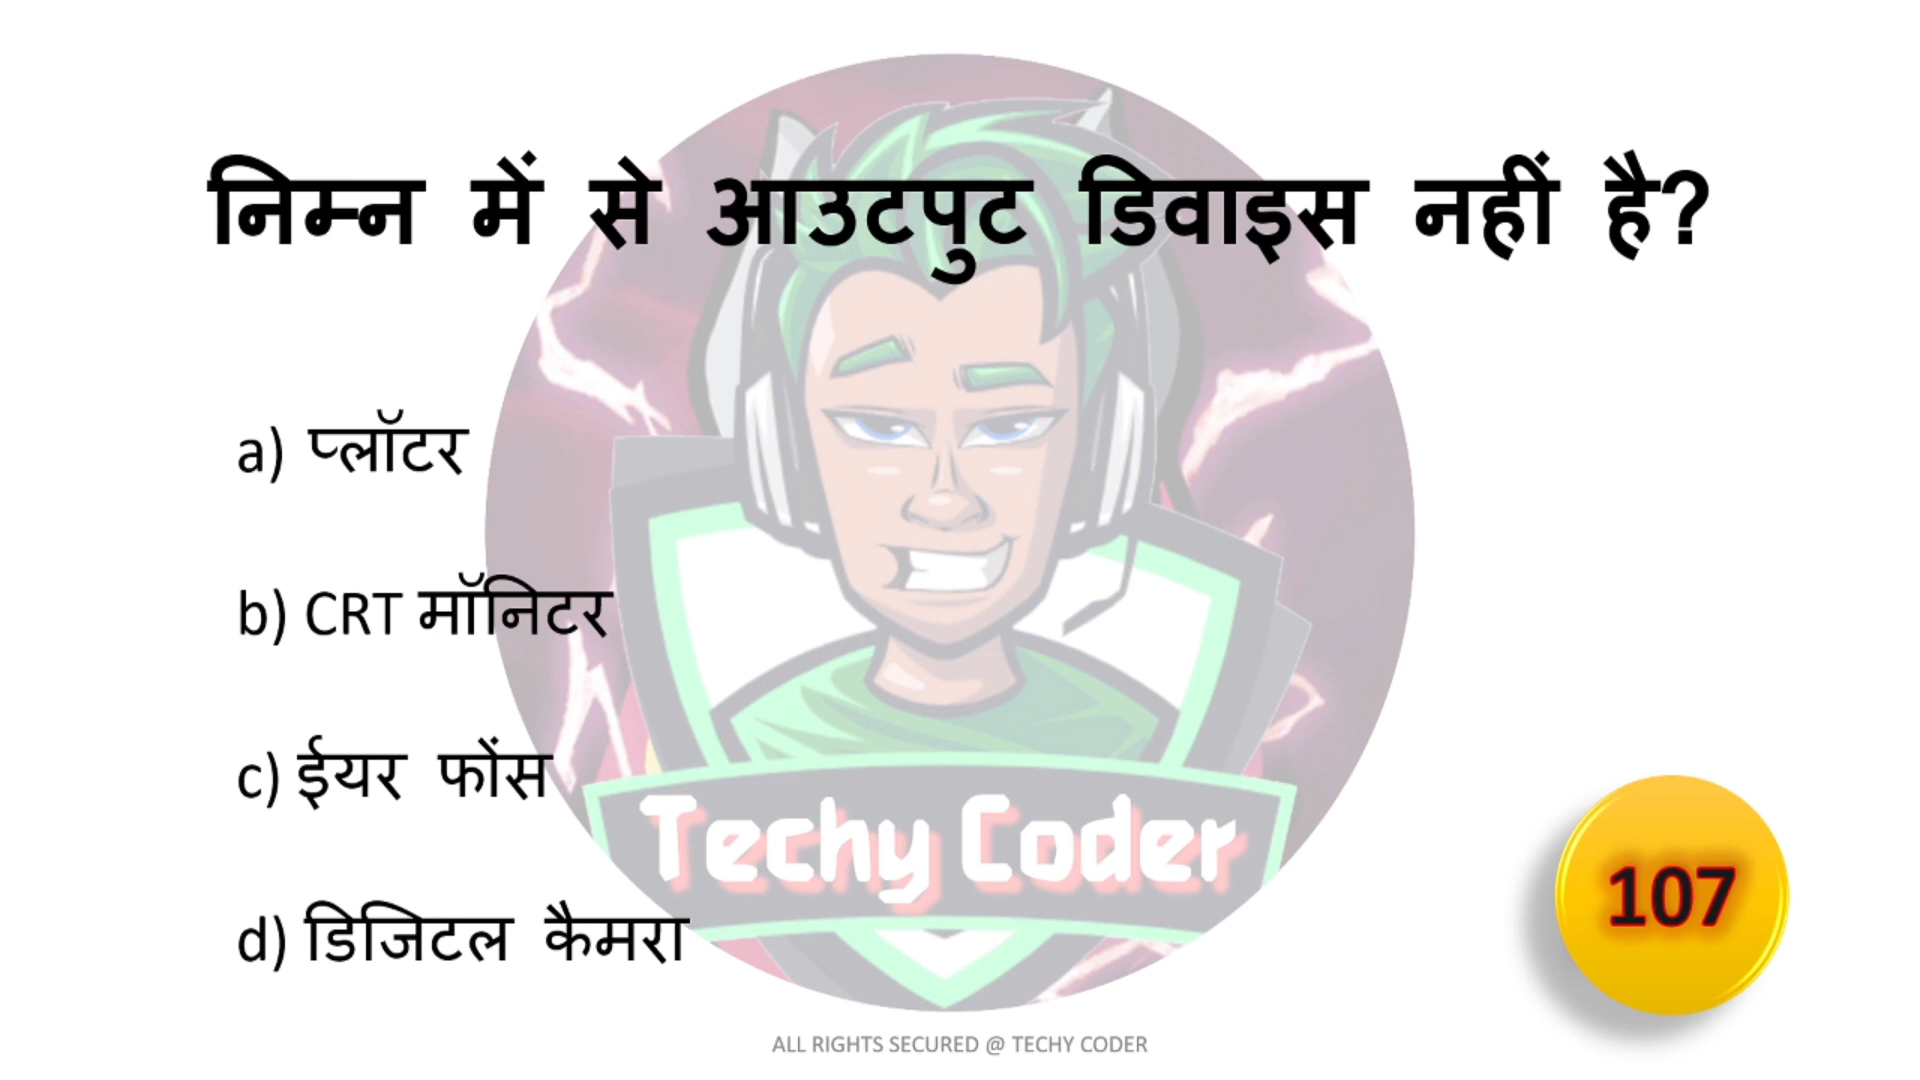 निम्न में से आउटपुट डिवाइस नहीं है?
a) प्लॉटर
b) CRT मॉनिटर
c) ईयर फोंस
d) डिजिटल कैमरा
Techy Coder
107
ALL RIGHTS SECURED @ TECHY CODER